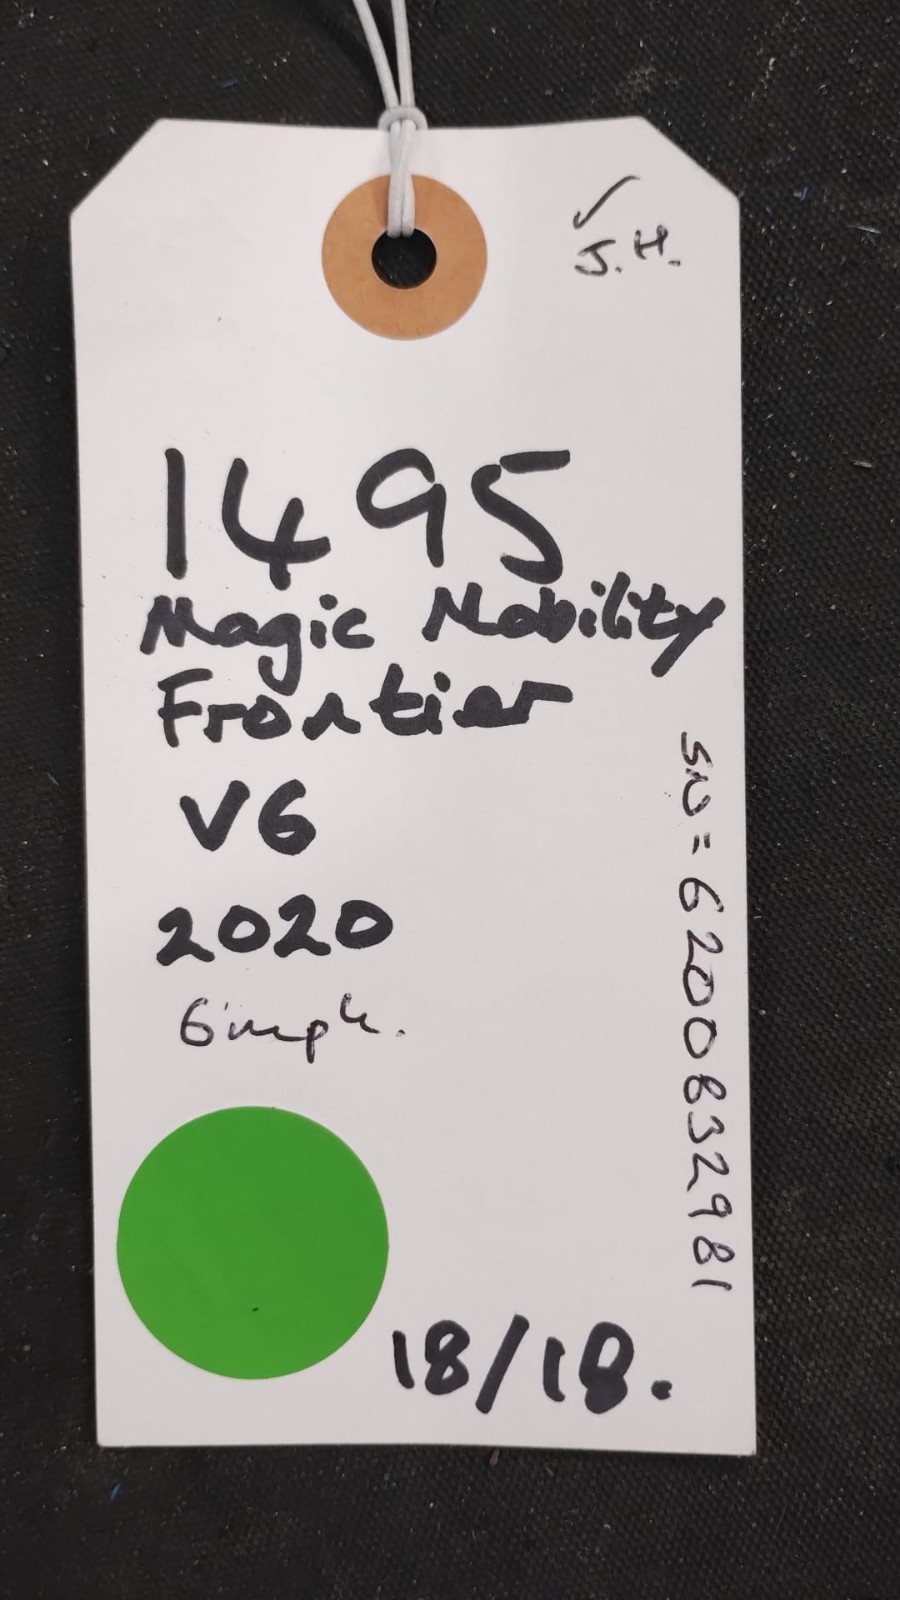 ✓
J.H.
1495
Magic Mobility
Frontier
V6
2020
6mph.
SN = 6200832981
18/18.